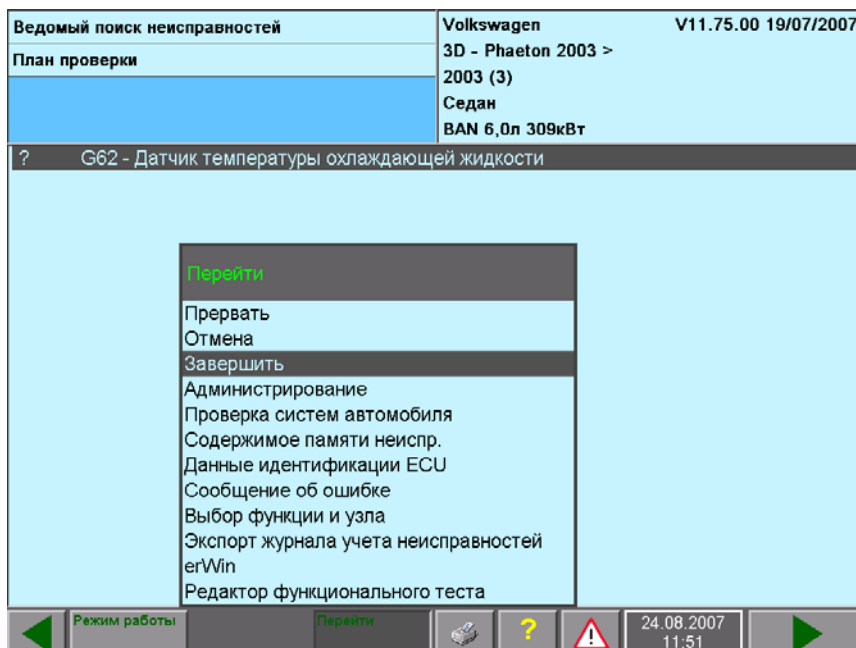 Ведомый поиск неисправностей
План проверки
Volkswagen V11.75.00 19/07/2007
3D - Phaeton 2003 >
2003 (3)
Седан
BAN 6,0л 309кВт
? G62 - Датчик температуры охлаждающей жидкости
Перейти
Прервать
Отмена
Завершить
Администрирование
Проверка систем автомобиля
Содержимое памяти неиспр.
Данные идентификации ECU
Сообщение об ошибке
Выбор функции и узла
Экспорт журнала учета неисправностей
erWin
Редактор функционального теста
Режим работы
Перейти
?
!
24.08.2007
11:51